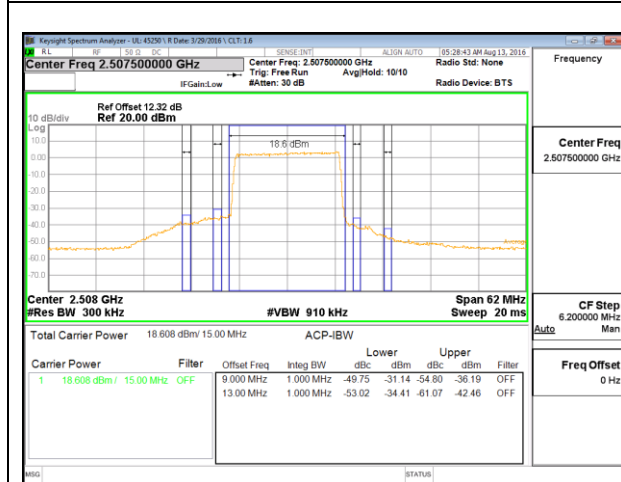 Keysight Spectrum Analyzer - UL: 45250 \ R Date: 3/29/2016 \ CLT: 1.6
RL RF 50 Ω DC SENSE:INT ALIGN AUTO 05:28:43 AM Aug 13, 2016
Center Freq 2.507500000 GHz Center Freq: 2.507500000 GHz Radio Std: None
Trig: Free Run Avg|Hold: 10/10
IFGain:Low #Atten: 30 dB Radio Device: BTS
Frequency
Ref Offset 12.32 dB
10 dB/div Ref 20.00 dBm
Log
10.0
0.00
-10.0
-20.0
-30.0
-40.0
-50.0
-60.0
-70.0
18.6 dBm
Center 2.508 GHz Span 62 MHz
#Res BW 300 kHz #VBW 910 kHz Sweep 20 ms
Center Freq
2.507500000 GHz
CF Step
6.200000 MHz
Auto Man
Freq Offset
0 Hz
Total Carrier Power 18.608 dBm/ 15.00 MHz ACP-IBW
Lower Upper
Carrier Power Filter Offset Freq Integ BW dBc dBm dBc dBm Filter
1 18.608 dBm / 15.00 MHz OFF 9.000 MHz 1.000 MHz -49.75 -31.14 -54.80 -36.19 OFF
13.00 MHz 1.000 MHz -53.02 -34.41 -61.07 -42.46 OFF
MSG STATUS